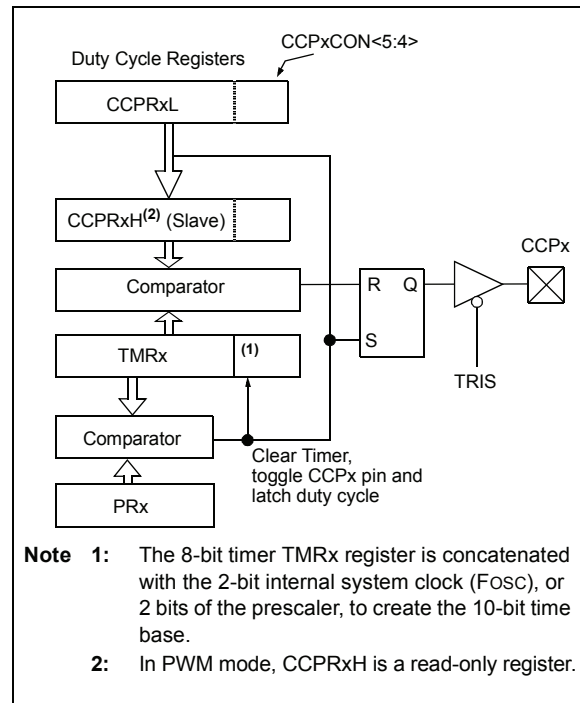 CCPxCON<5:4>
Duty Cycle Registers
CCPRxL
CCPRxH(2) (Slave)
CCPx
Comparator
R Q
TMRx (1)
S
TRIS
Comparator
Clear Timer,
toggle CCPx pin and
latch duty cycle
PRx
Note 1: The 8-bit timer TMRx register is concatenated
with the 2-bit internal system clock (FOSC), or
2 bits of the prescaler, to create the 10-bit time
base.
2: In PWM mode, CCPRxH is a read-only register.